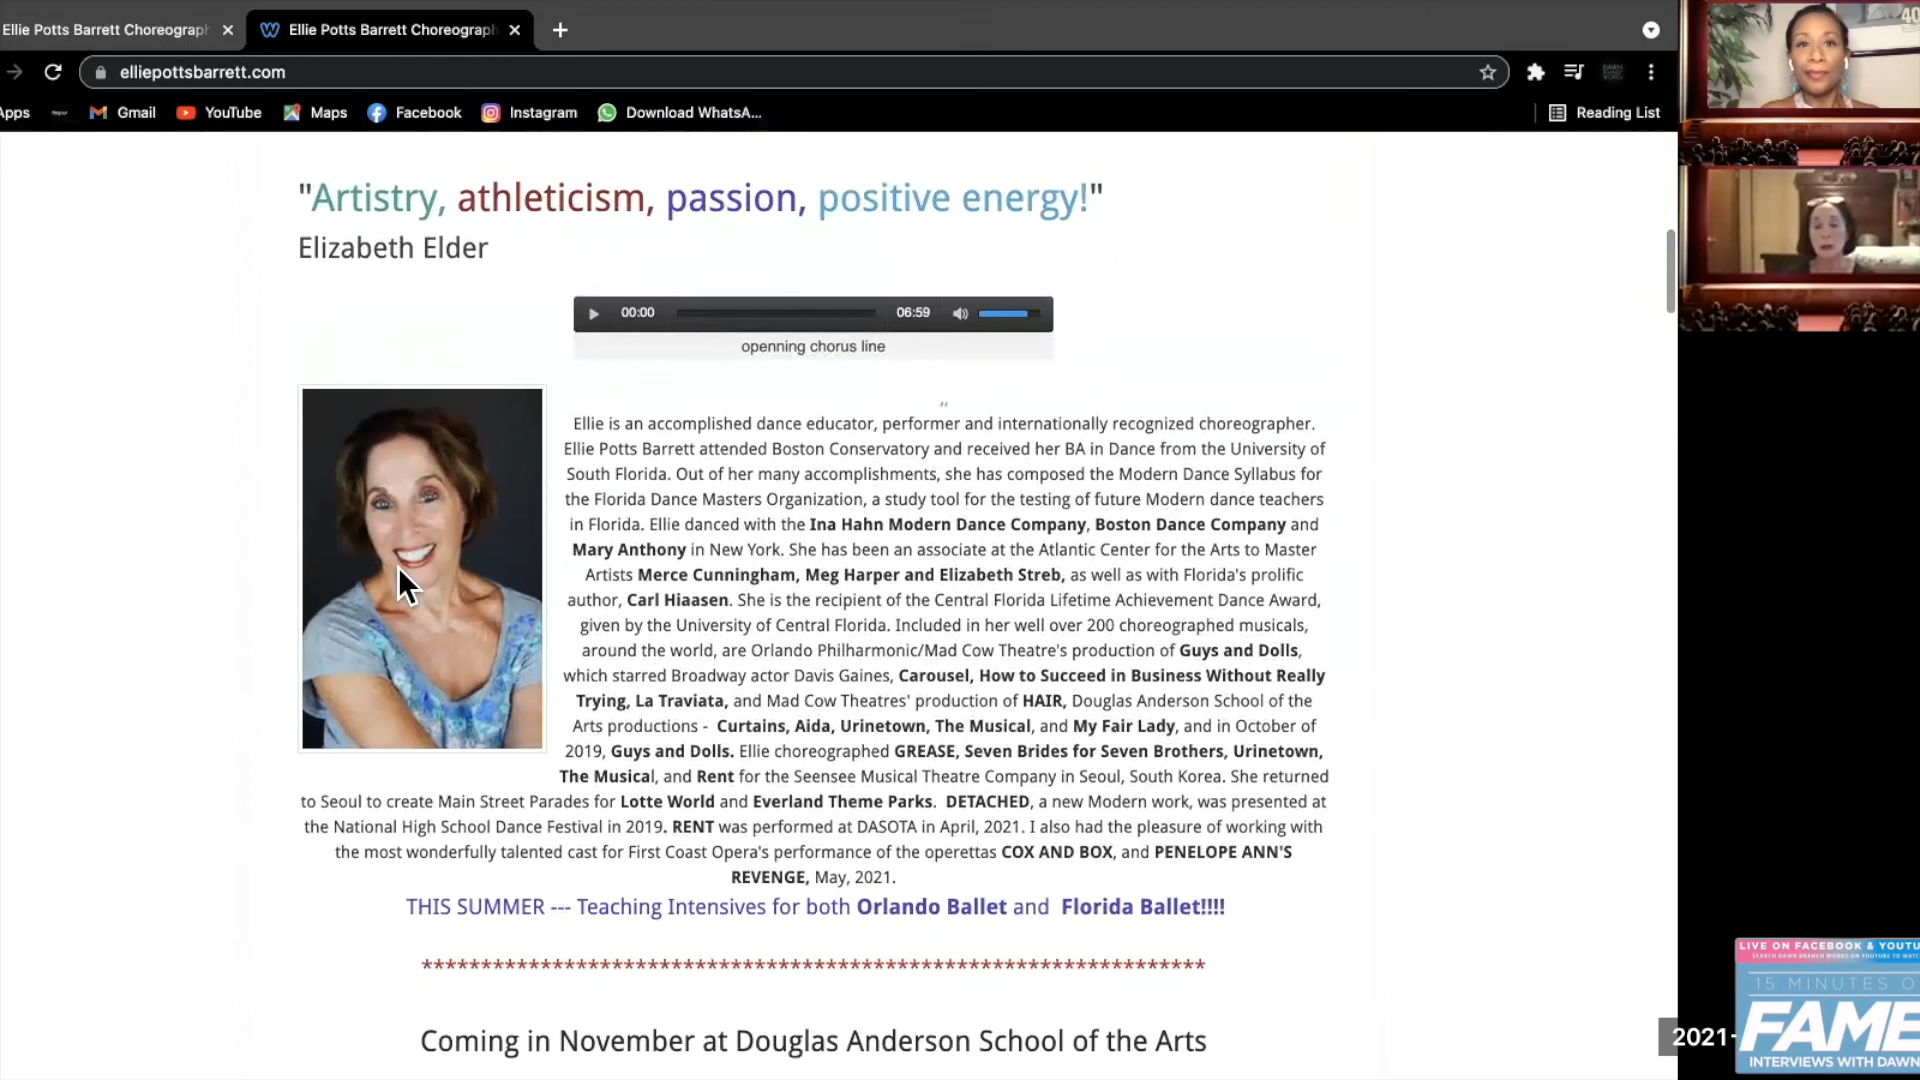 Ellie Potts Barrett Choreograph
Ellie Potts Barrett Choreograph
elliepottsbarrett.com
Apps
Gmail
YouTube
Maps
Facebook
Instagram
Download WhatsA...
Reading List
40
"Artistry, athleticism, passion, positive energy!"
Elizabeth Elder
00:00
06:59
openning chorus line
,,
Ellie is an accomplished dance educator, performer and internationally recognized choreographer.
Ellie Potts Barrett attended Boston Conservatory and received her BA in Dance from the University of
South Florida. Out of her many accomplishments, she has composed the Modern Dance Syllabus for
the Florida Dance Masters Organization, a study tool for the testing of future Modern dance teachers
in Florida. Ellie danced with the Ina Hahn Modern Dance Company, Boston Dance Company and
Mary Anthony in New York. She has been an associate at the Atlantic Center for the Arts to Master
Artists Merce Cunningham, Meg Harper and Elizabeth Streb, as well as with Florida's prolific
author, Carl Hiaasen. She is the recipient of the Central Florida Lifetime Achievement Dance Award,
given by the University of Central Florida. Included in her well over 200 choreographed musicals,
around the world, are Orlando Philharmonic/Mad Cow Theatre's production of Guys and Dolls,
which starred Broadway actor Davis Gaines, Carousel, How to Succeed in Business Without Really
Trying, La Traviata, and Mad Cow Theatres' production of HAIR, Douglas Anderson School of the
Arts productions - Curtains, Aida, Urinetown, The Musical, and My Fair Lady, and in October of
2019, Guys and Dolls. Ellie choreographed GREASE, Seven Brides for Seven Brothers, Urinetown,
The Musical, and Rent for the Seensee Musical Theatre Company in Seoul, South Korea. She returned
to Seoul to create Main Street Parades for Lotte World and Everland Theme Parks. DETACHED, a new Modern work, was presented at
the National High School Dance Festival in 2019. RENT was performed at DASOTA in April, 2021. I also had the pleasure of working with
the most wonderfully talented cast for First Coast Opera's performance of the operettas COX AND BOX, and PENELOPE ANN'S
REVENGE, May, 2021.
THIS SUMMER --- Teaching Intensives for both Orlando Ballet and Florida Ballet!!!!
******************************************************************
Coming in November at Douglas Anderson School of the Arts
LIVE ON FACEBOOK & YOUTU
SEARCH DAWN BRANCH WORKS ON YOUTUBE TO WATC
15 MINUTES O
FAME
INTERVIEWS WITH DAWN
2021-